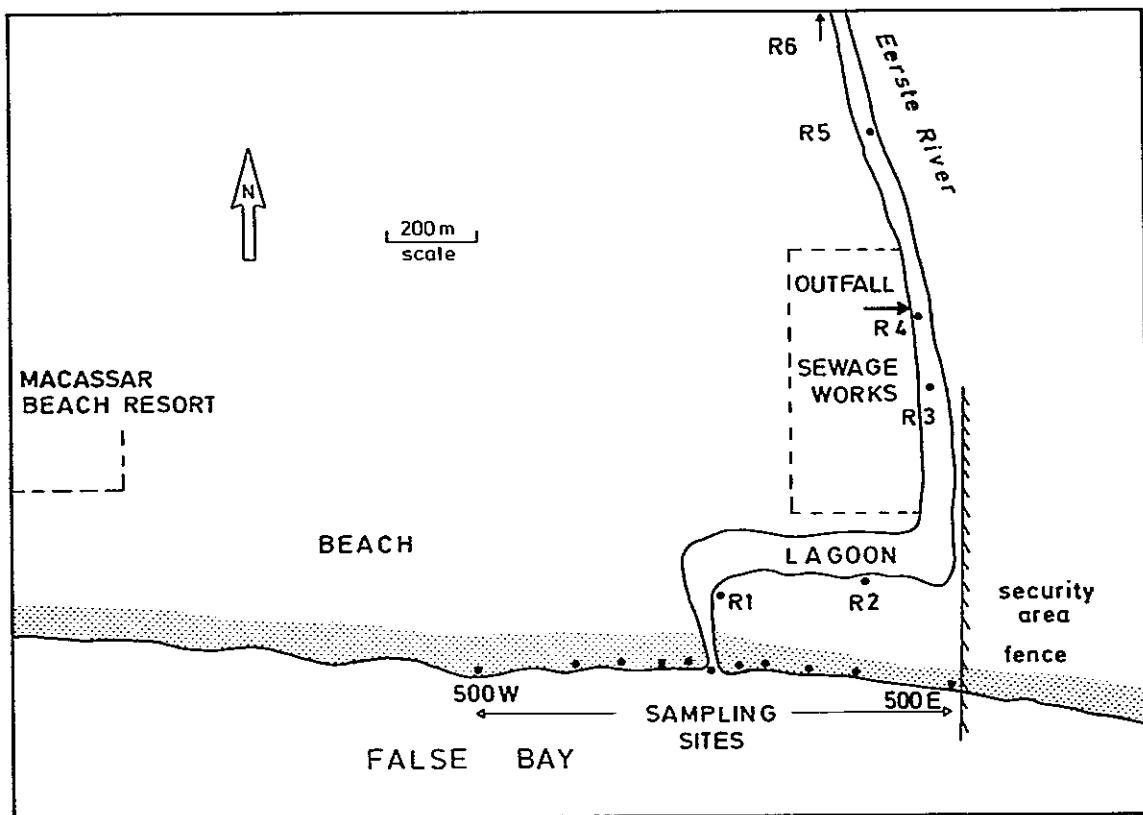 R6
Eerste River
R5
N
200 m
scale
OUTFALL
R4
SEWAGE
WORKS
R3
MACASSAR
BEACH RESORT
BEACH
LAGOON
R1
R2
security
area
fence
500 W
500 E
SAMPLING
SITES
FALSE BAY